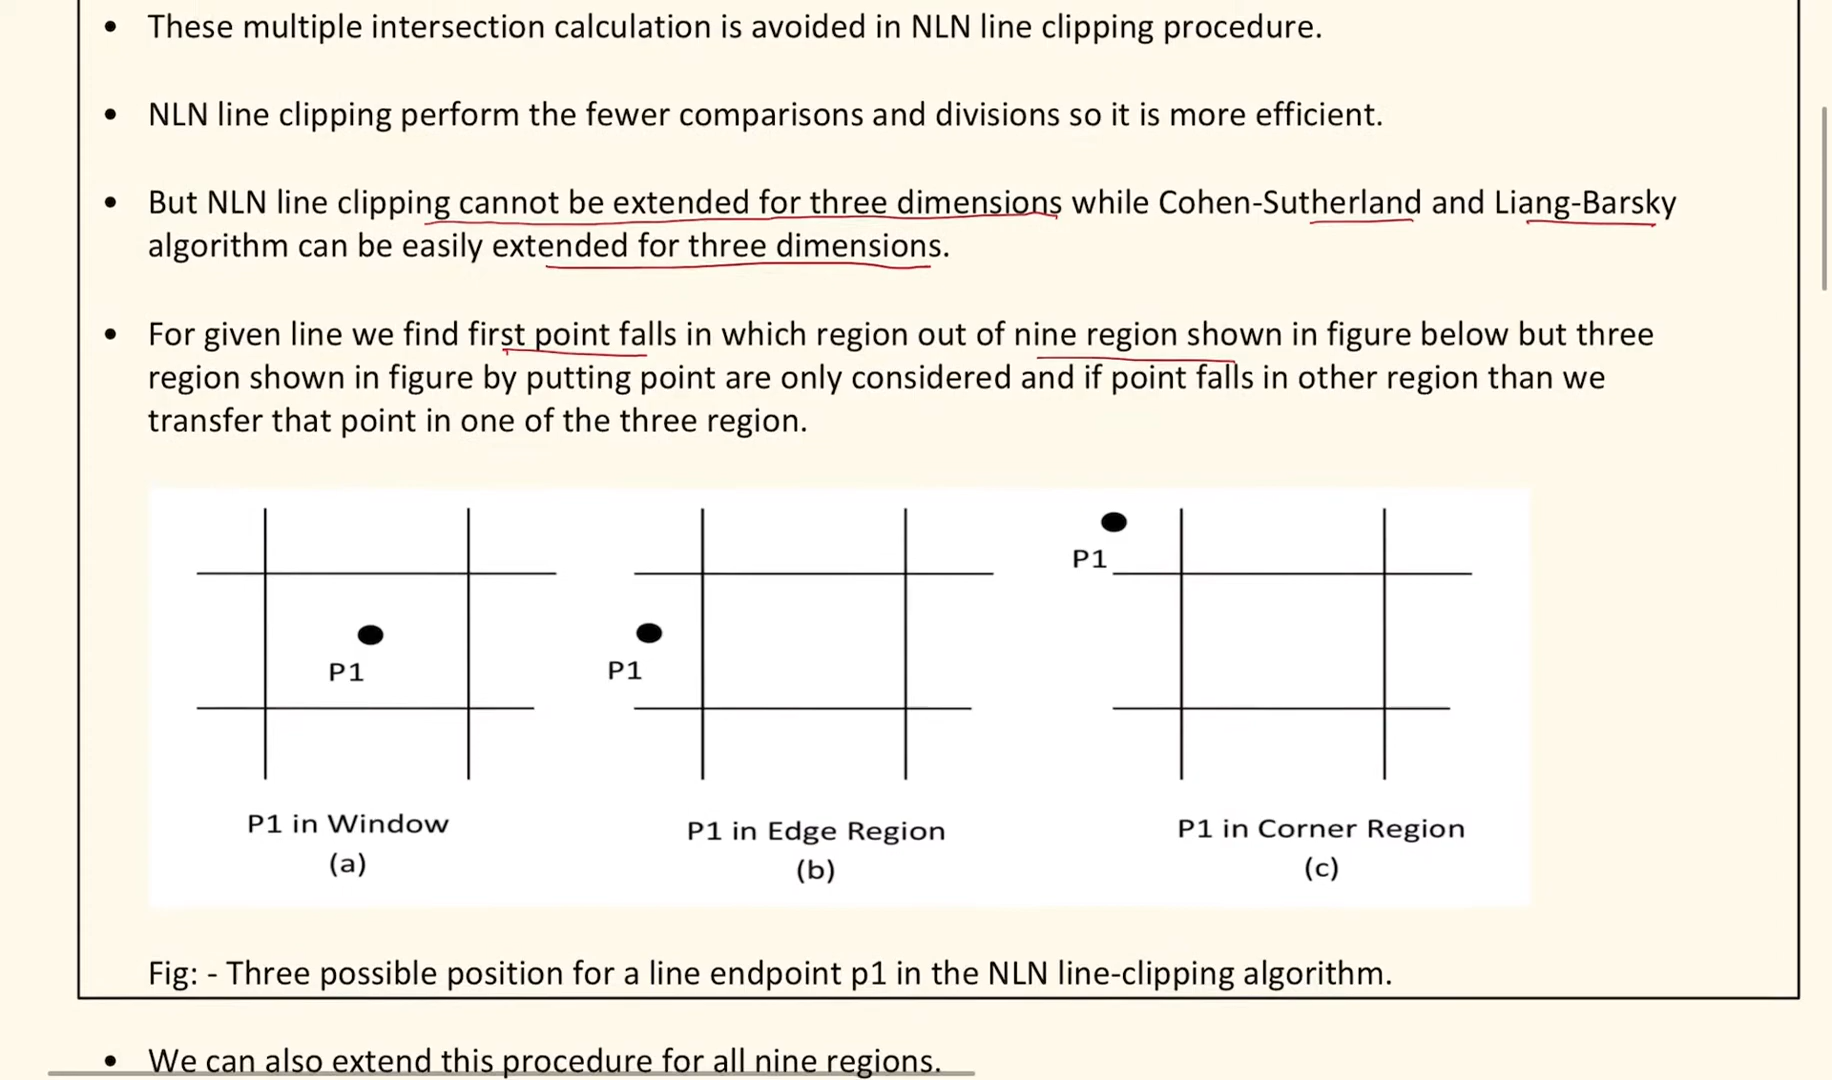 • These multiple intersection calculation is avoided in NLN line clipping procedure.
• NLN line clipping perform the fewer comparisons and divisions so it is more efficient.
• But NLN line clipping cannot be extended for three dimensions while Cohen-Sutherland and Liang-Barsky
algorithm can be easily extended for three dimensions.
• For given line we find first point falls in which region out of nine region shown in figure below but three
region shown in figure by putting point are only considered and if point falls in other region than we
transfer that point in one of the three region.
P1
P1
P1
P1 in Window
(a)
P1 in Edge Region
(b)
P1 in Corner Region
(c)
Fig: - Three possible position for a line endpoint p1 in the NLN line-clipping algorithm.
• We can also extend this procedure for all nine regions.